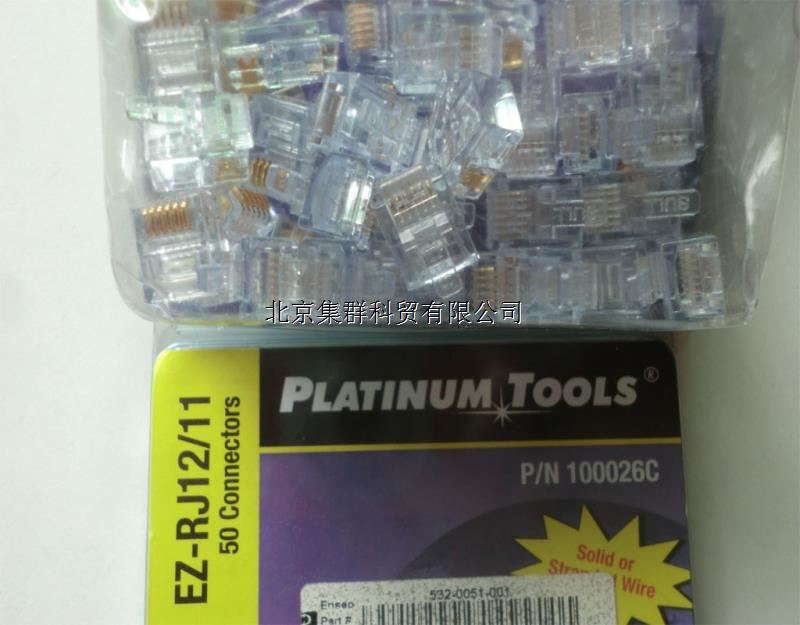 北京集群科贸有限公司
PLATINUM TOOLS®
EZ-RJ12/11
50 Connectors
P/N 100026C
Solid or
Wire
532-0051-001
Part #